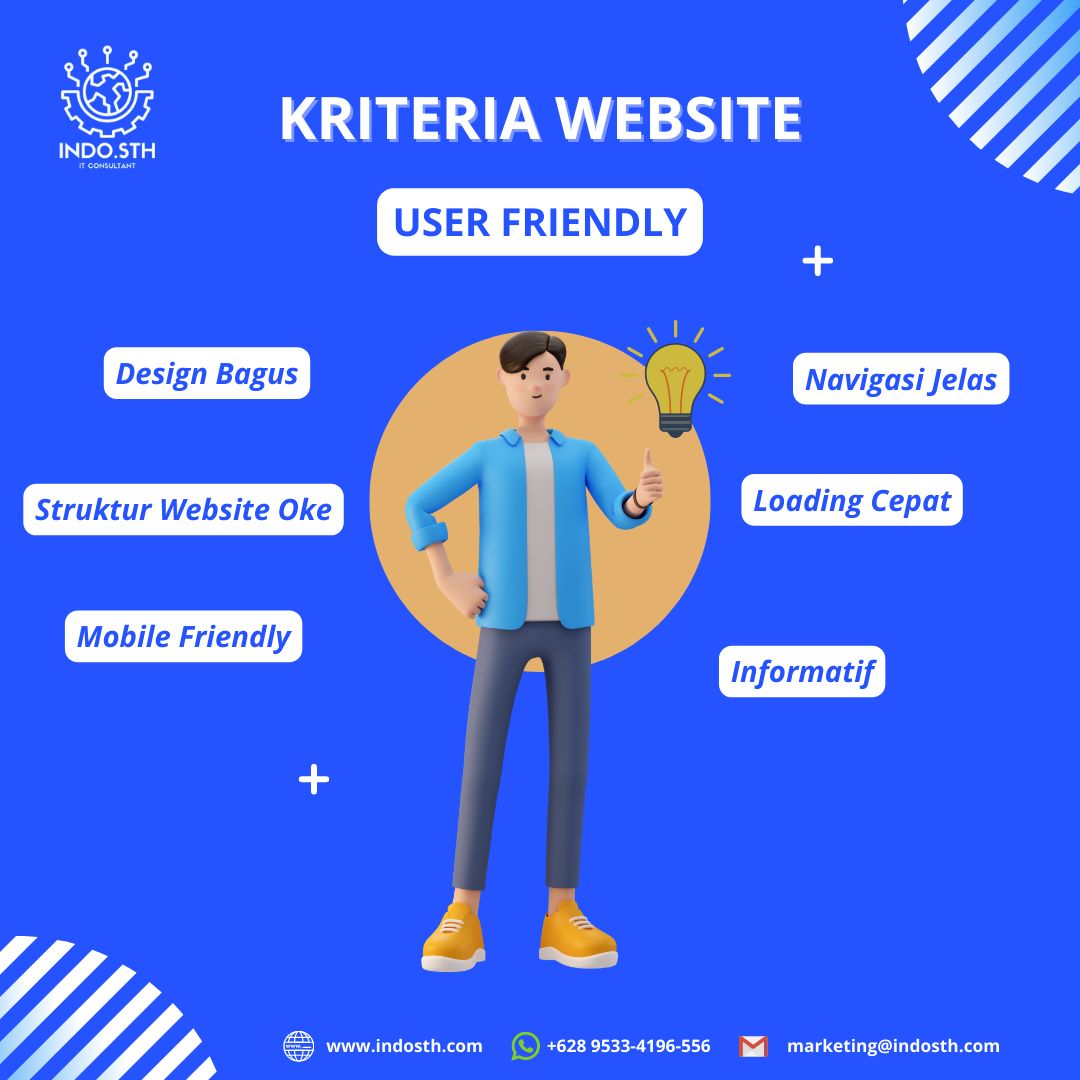 INDO.STH
IT CONSULTANT
KRITERIA WEBSITE
USER FRIENDLY
Design Bagus
Navigasi Jelas
Struktur Website Oke
Loading Cepat
Mobile Friendly
Informatif
www.indosth.com
+628 9533-4196-556
marketing@indosth.com